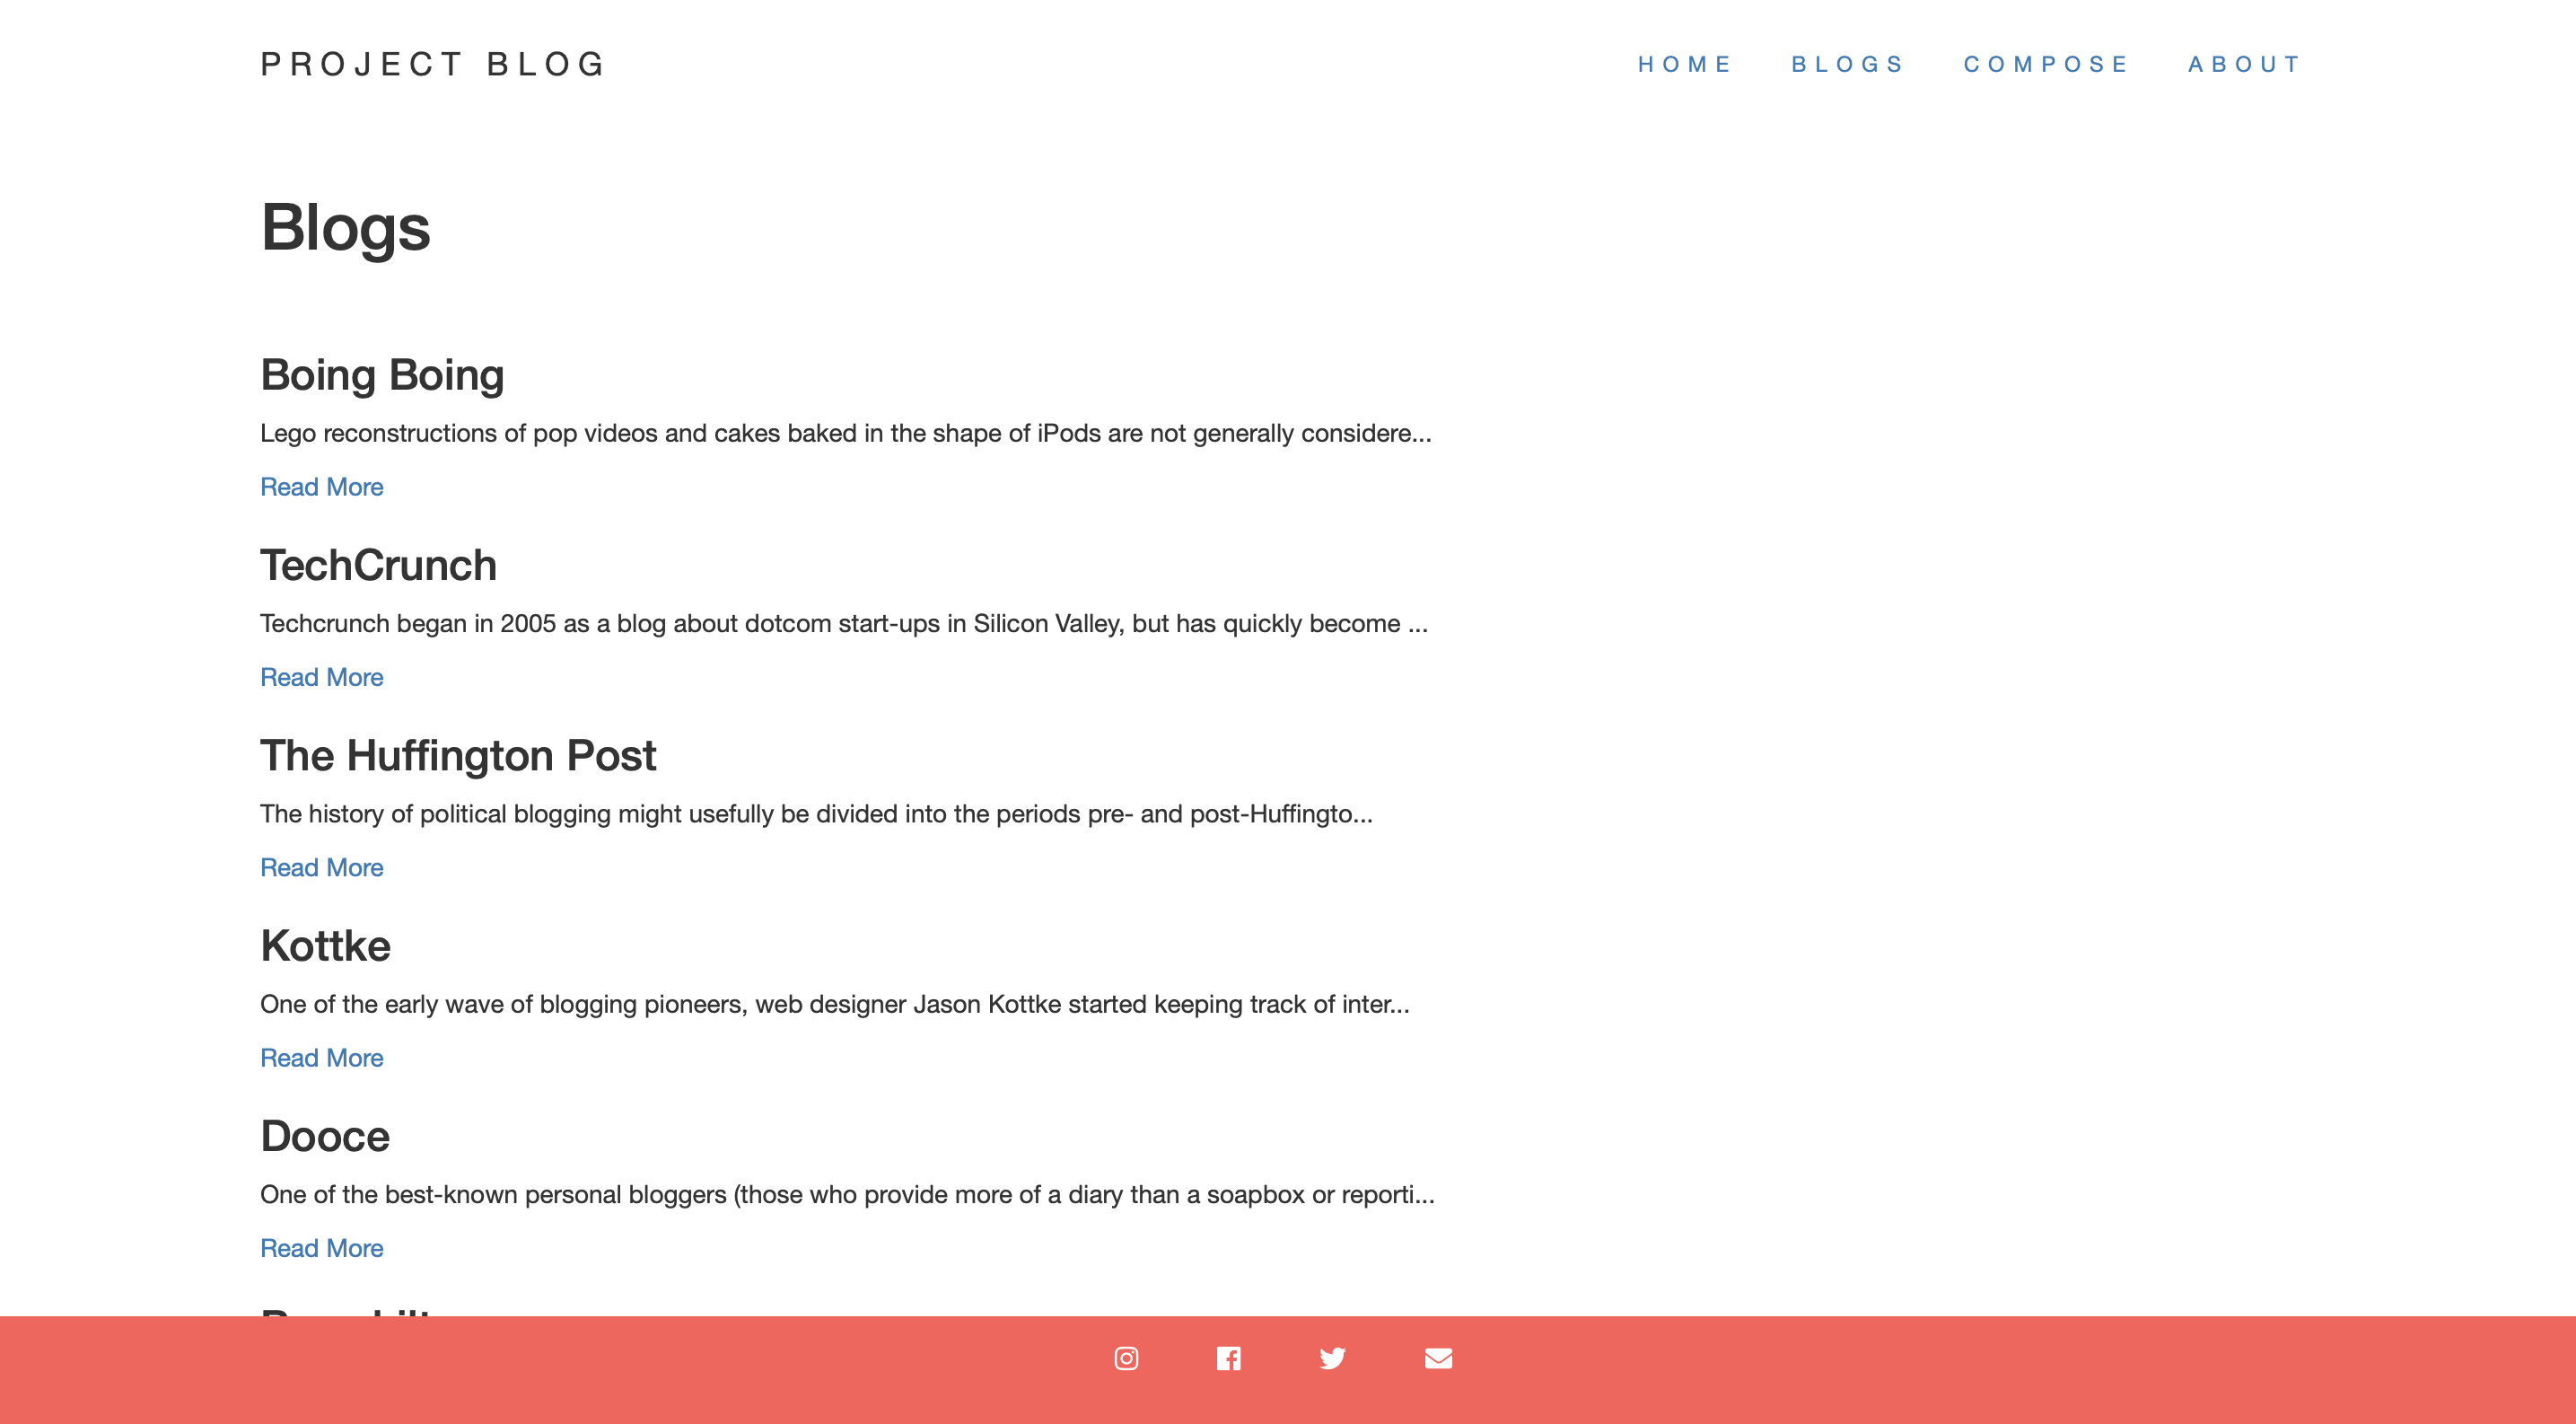 PROJECT BLOG
HOME BLOGS COMPOSE ABOUT
Blogs
Boing Boing
Lego reconstructions of pop videos and cakes baked in the shape of iPods are not generally considere...
Read More
TechCrunch
Techcrunch began in 2005 as a blog about dotcom start-ups in Silicon Valley, but has quickly become ...
Read More
The Huffington Post
The history of political blogging might usefully be divided into the periods pre- and post-Huffingto...
Read More
Kottke
One of the early wave of blogging pioneers, web designer Jason Kottke started keeping track of inter...
Read More
Dooce
One of the best-known personal bloggers (those who provide more of a diary than a soapbox or reporti...
Read More